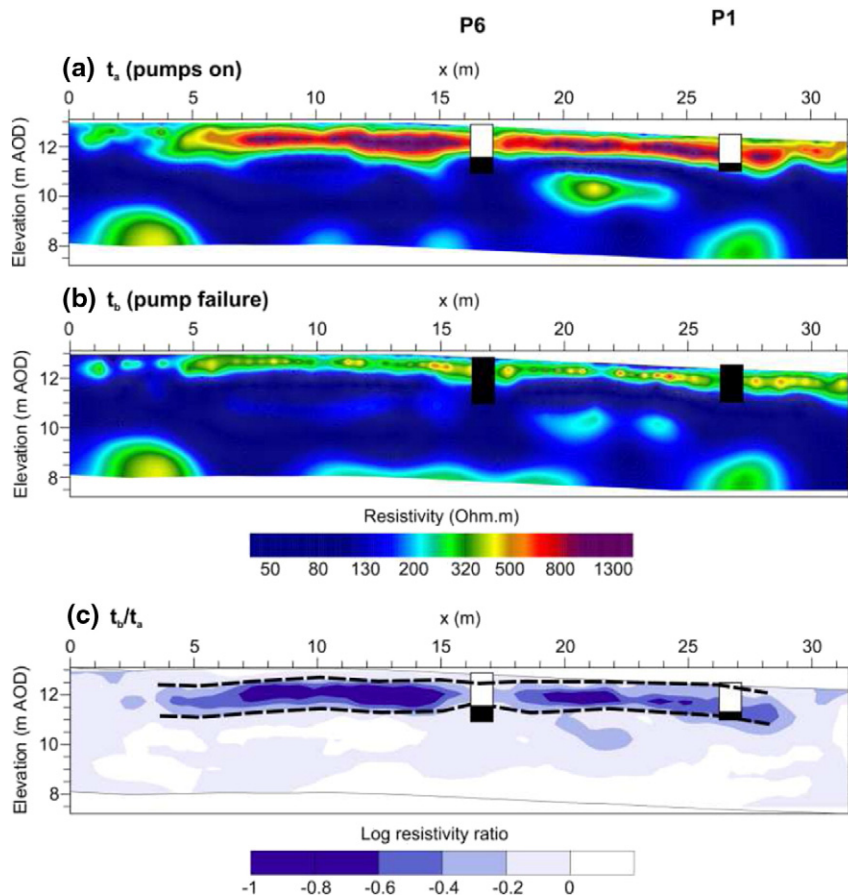 P6 P1
(a) tₐ (pumps on) x (m)
0 5 10 15 20 25 30
12
10
8
Elevation (m AOD)
(b) t_b (pump failure) x (m)
0 5 10 15 20 25 30
12
10
8
Elevation (m AOD)
Resistivity (Ohm.m)
50 80 130 200 320 500 800 1300
(c) t_b/tₐ x (m)
0 5 10 15 20 25 30
12
10
8
Elevation (m AOD)
Log resistivity ratio
-1 -0.8 -0.6 -0.4 -0.2 0